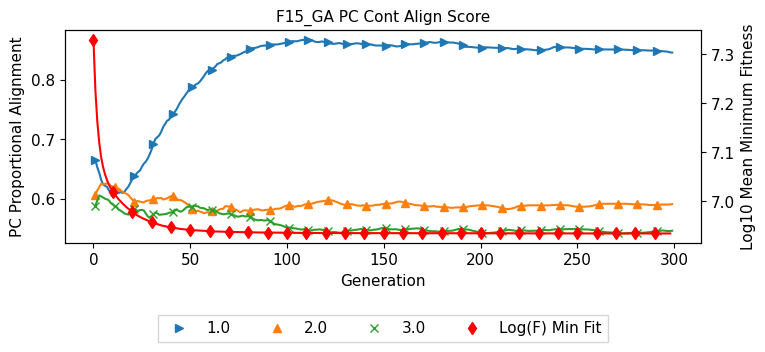 F15_GA PC Cont Align Score
PC Proportional Alignment
0.8
0.7
0.6
7.3
7.2
7.1
7.0
Log10 Mean Minimum Fitness
0 50 100 150 200 250 300
Generation
1.0 2.0 3.0 Log(F) Min Fit